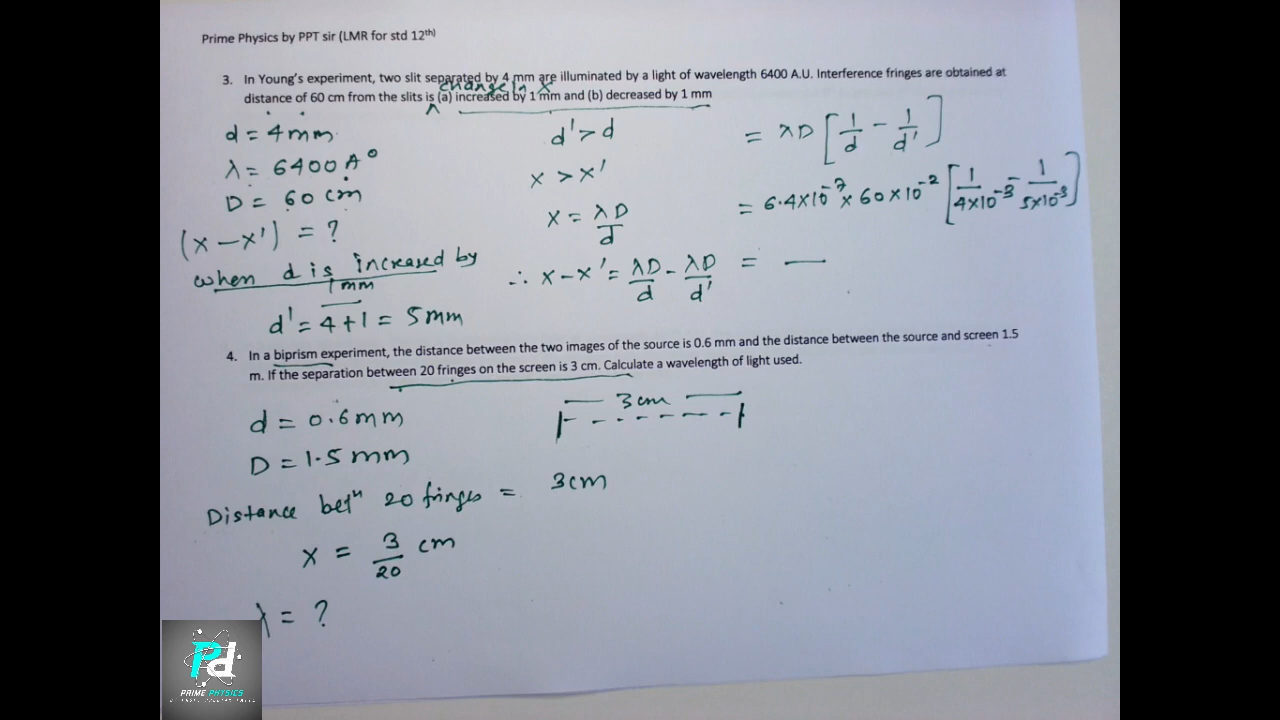 Prime Physics by PPT sir (LMR for std 12th)
3. In Young's experiment, two slit separated by 4 mm are illuminated by a light of wavelength 6400 A.U. Interference fringes are obtained at
change in x
distance of 60 cm from the slits is (a) increased by 1 mm and (b) decreased by 1 mm
d = 4mm
λ = 6400 A°
D = 60 cm
(x – x') = ?
when d is increased by
1mm
d' = 4+1 = 5mm
d' > d
x > x'
x = λD/d
∴ x – x' = λD/d – λD/d'
= λD [1/d – 1/d']
= 6.4×10⁻⁷ × 60×10⁻² [1/4×10⁻³ – 1/5×10⁻³]
= —
4. In a biprism experiment, the distance between the two images of the source is 0.6 mm and the distance between the source and screen 1.5
m. If the separation between 20 fringes on the screen is 3 cm. Calculate a wavelength of light used.
d = 0.6mm
D = 1.5 mm
Distance betⁿ 20 fringes = 3cm
x = 3/20 cm
λ = ?
3cm
Pd
PRIME PHYSICS